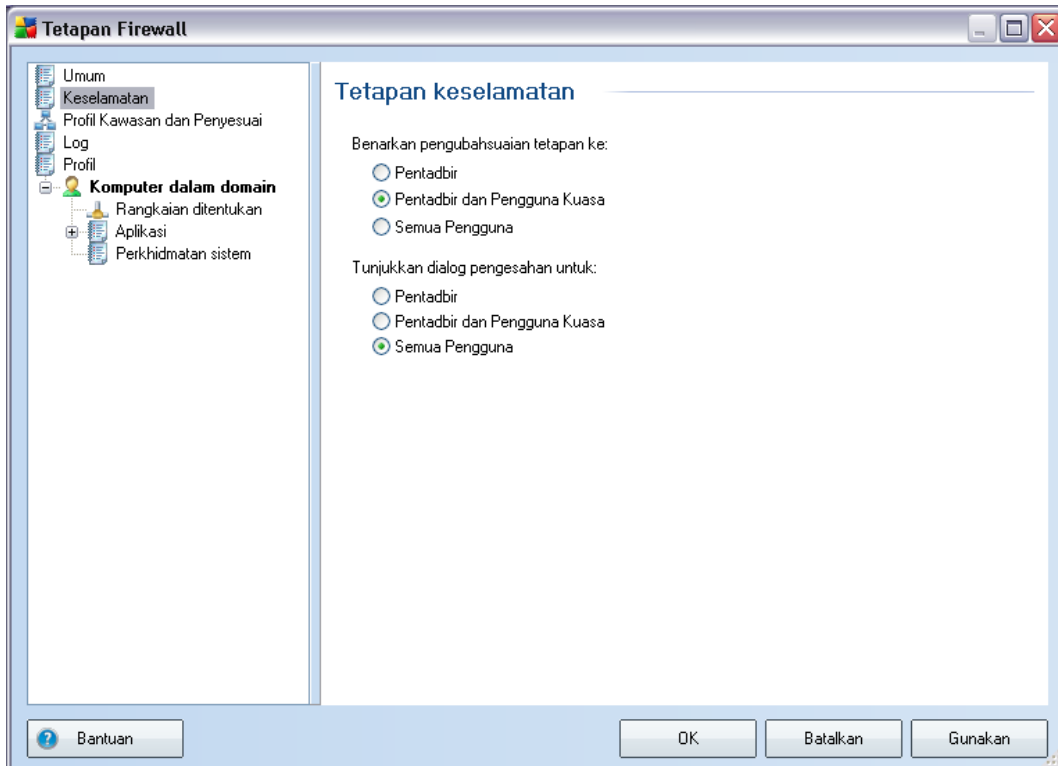 Tetapan Firewall
Umum
Keselamatan
Profil Kawasan dan Penyesuai
Log
Profil
Komputer dalam domain
Rangkaian ditentukan
Aplikasi
Perkhidmatan sistem
Tetapan keselamatan
Benarkan pengubahsuaian tetapan ke:
Pentadbir
Pentadbir dan Pengguna Kuasa
Semua Pengguna
Tunjukkan dialog pengesahan untuk:
Pentadbir
Pentadbir dan Pengguna Kuasa
Semua Pengguna
Bantuan
OK
Batalkan
Gunakan